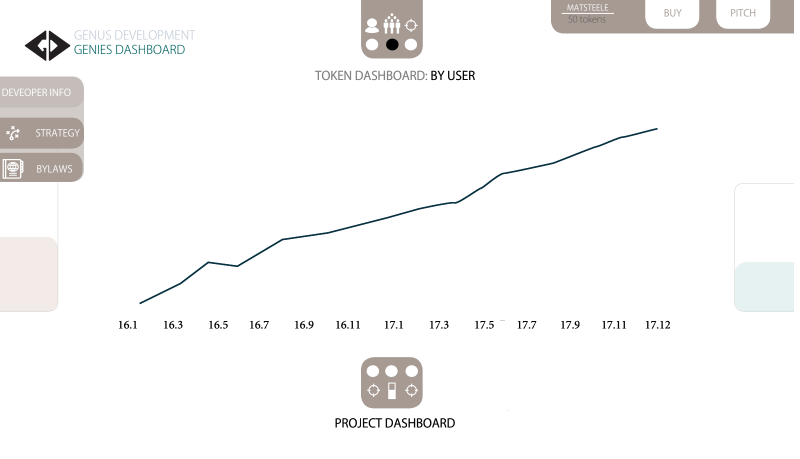 GENUS DEVELOPMENT
GENIES DASHBOARD
MATSTEELE
50 tokens
BUY
PITCH
TOKEN DASHBOARD: BY USER
DEVEOPER INFO
STRATEGY
BYLAWS
16.1 16.3 16.5 16.7 16.9 16.11 17.1 17.3 17.5 17.7 17.9 17.11 17.12
PROJECT DASHBOARD